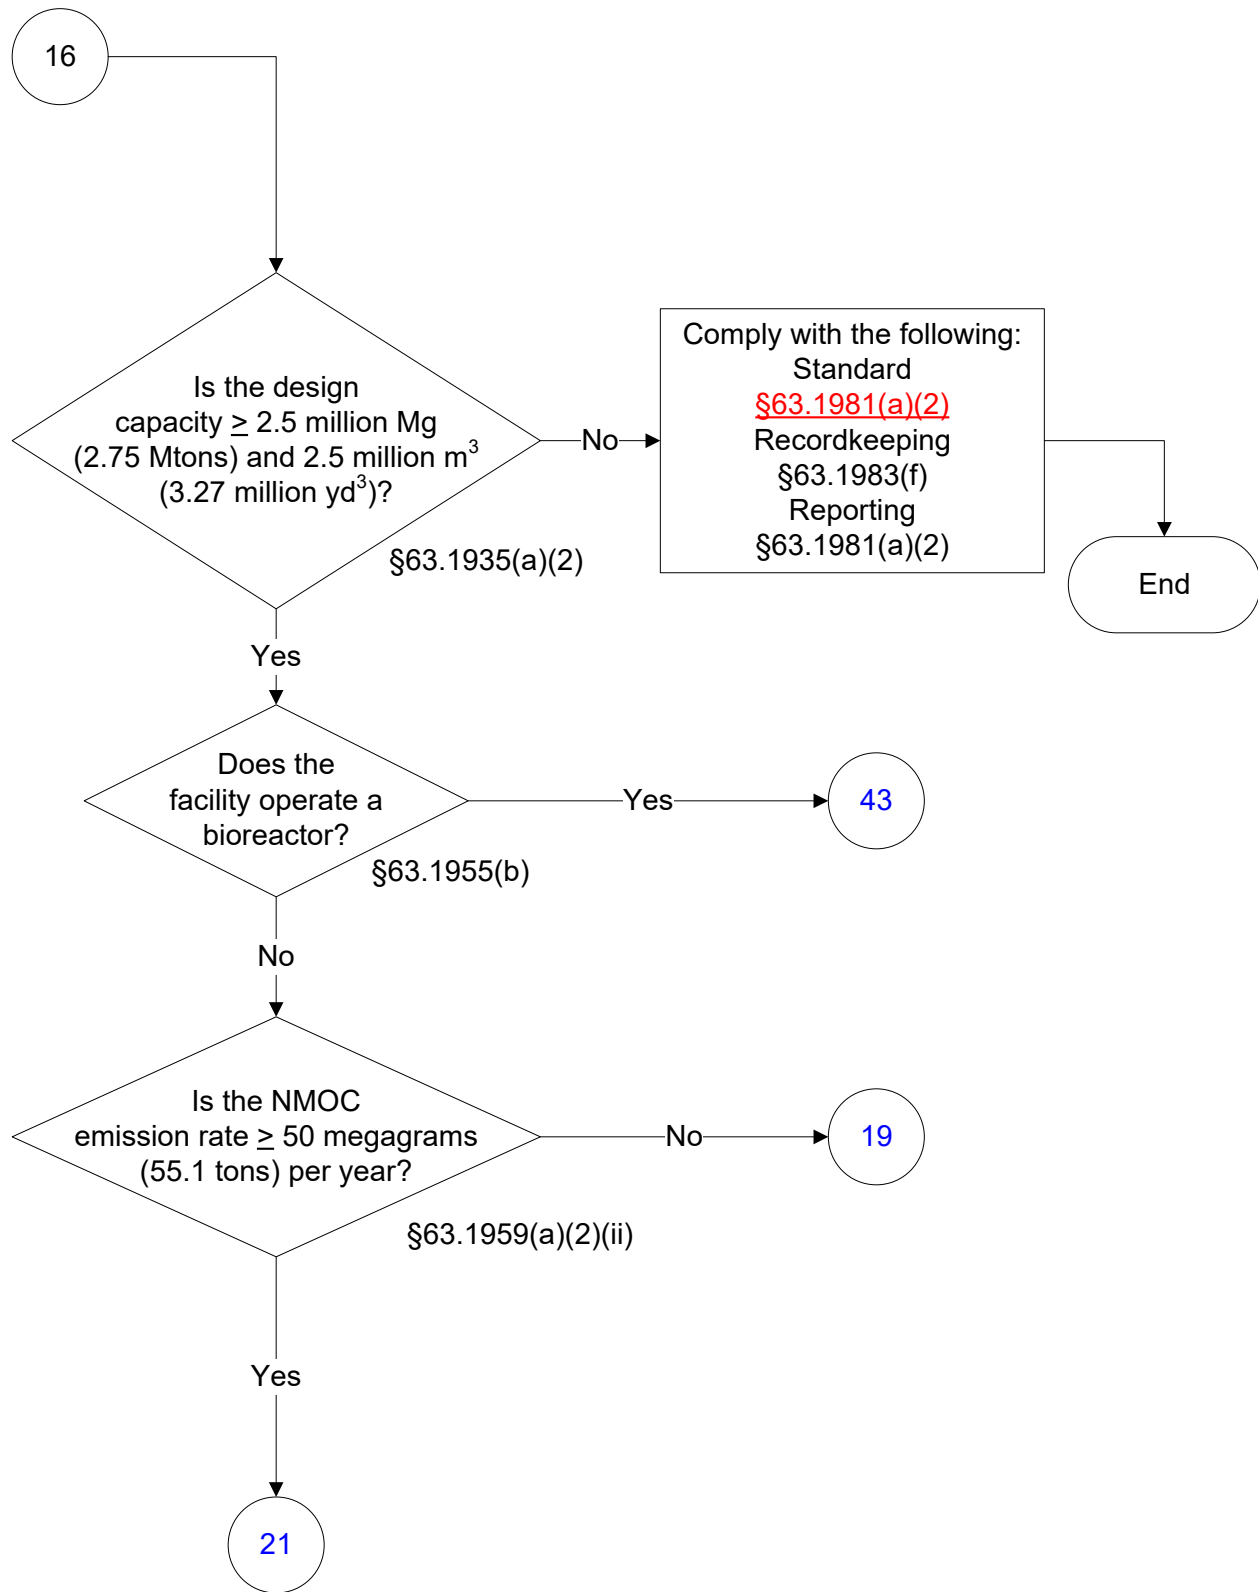 16
Is the design
capacity ≥ 2.5 million Mg
(2.75 Mtons) and 2.5 million m³
(3.27 million yd³)?
§63.1935(a)(2)
No
Comply with the following:
Standard
§63.1981(a)(2)
Recordkeeping
§63.1983(f)
Reporting
§63.1981(a)(2)
End
Yes
Does the
facility operate a
bioreactor?
§63.1955(b)
Yes
43
No
Is the NMOC
emission rate ≥ 50 megagrams
(55.1 tons) per year?
§63.1959(a)(2)(ii)
No
19
Yes
21